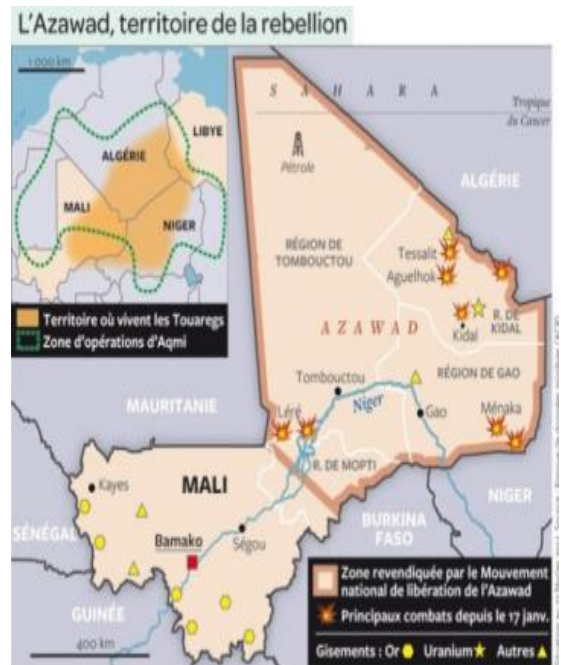 L'Azawad, territoire de la rebellion
1 000 km
LIBYE
ALGÉRIE
MALI
NIGER
Territoire où vivent les Touaregs
Zone d'opérations d'Aqmi
SAHARA
Tropique
du Cancer
Pétrole
ALGÉRIE
RÉGION DE
TOMBOUCTOU
Tessalit
Aguelhok
AZAWAD
R. DE
KIDAL
Kidal
RÉGION DE GAO
Tombouctou
Niger
Gao
Ménaka
MAURITANIE
Léré
R. DE MOPTI
Kayes
MALI
NIGER
SÉNÉGAL
Ségou
BURKINA
FASO
Bamako
GUINÉE
400 km
Zone revendiquée par le Mouvement
national de libération de l'Azawad
Principaux combats depuis le 17 janv.
Gisements : Or Uranium Autres